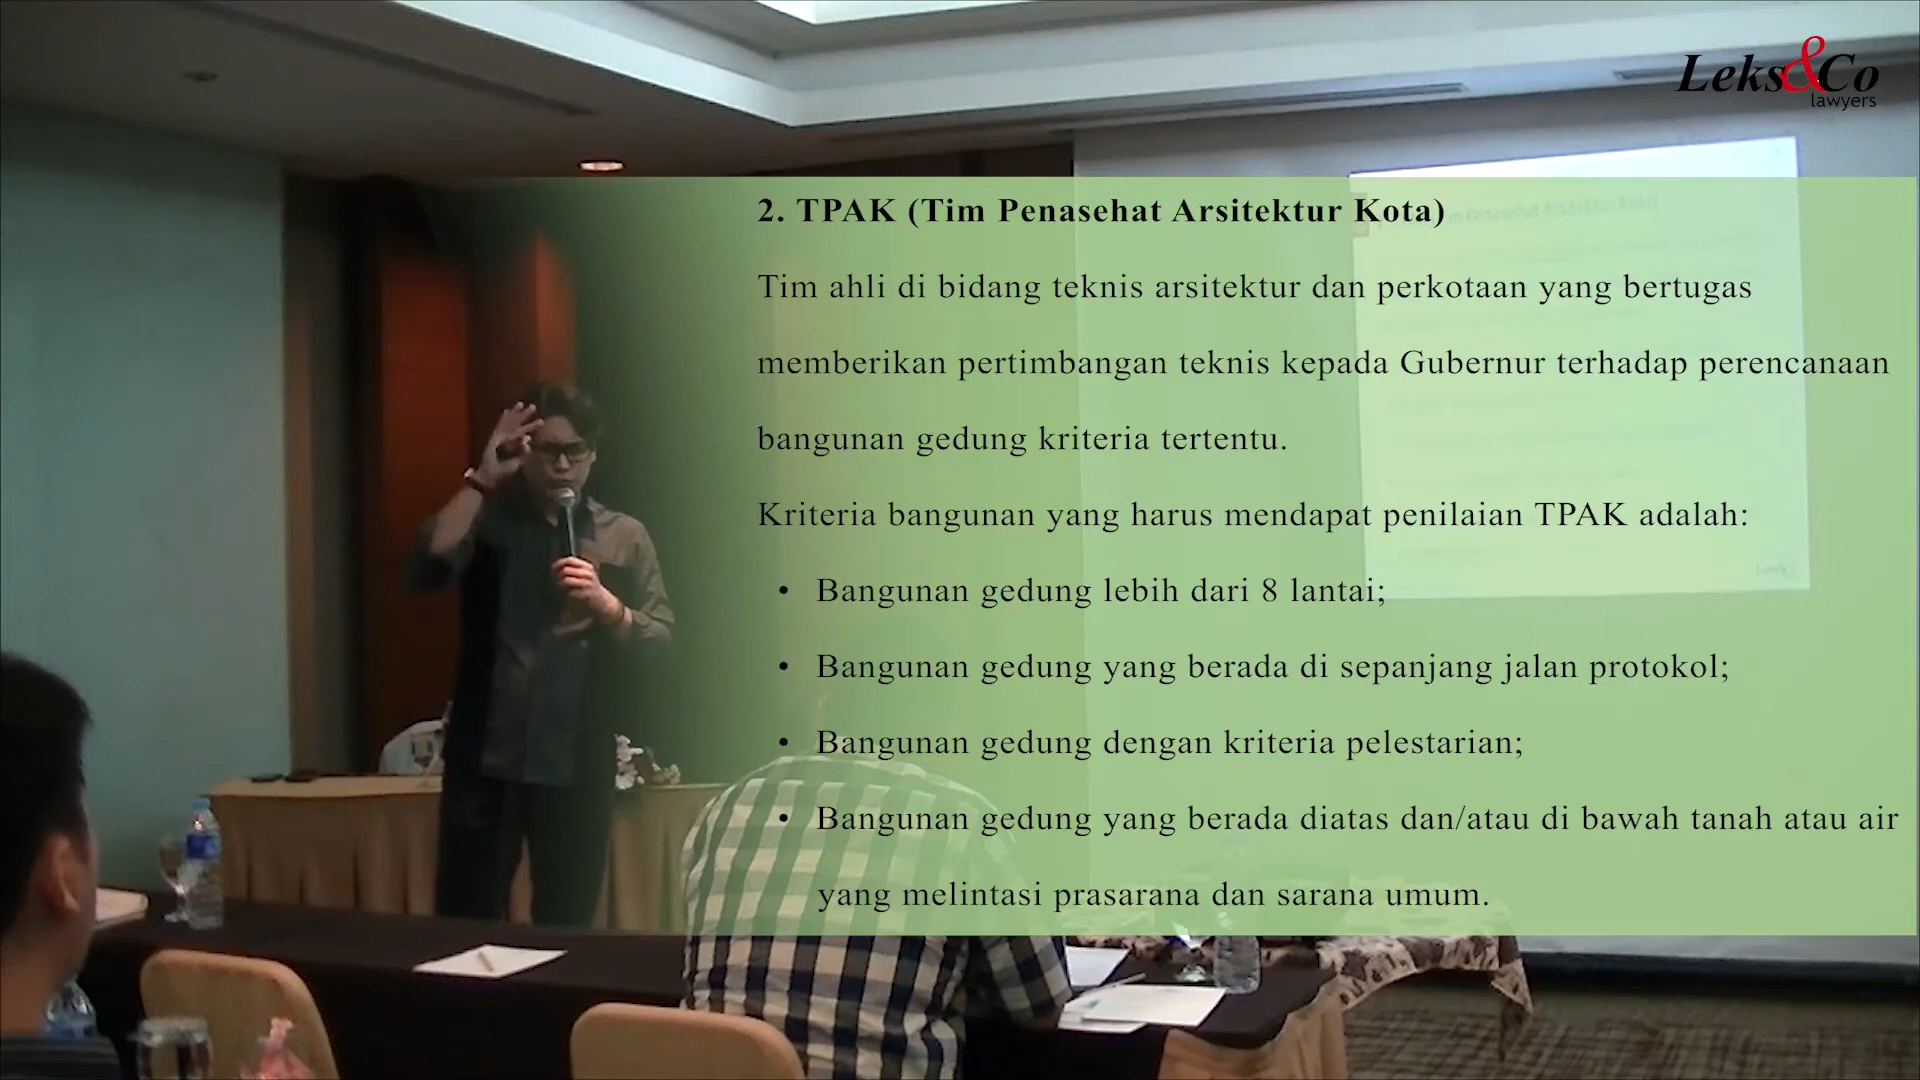 Leks&Co
lawyers
2. TPAK (Tim Penasehat Arsitektur Kota)
Tim ahli di bidang teknis arsitektur dan perkotaan yang bertugas
memberikan pertimbangan teknis kepada Gubernur terhadap perencanaan
bangunan gedung kriteria tertentu.
Kriteria bangunan yang harus mendapat penilaian TPAK adalah:
• Bangunan gedung lebih dari 8 lantai;
• Bangunan gedung yang berada di sepanjang jalan protokol;
• Bangunan gedung dengan kriteria pelestarian;
• Bangunan gedung yang berada diatas dan/atau di bawah tanah atau air
yang melintasi prasarana dan sarana umum.